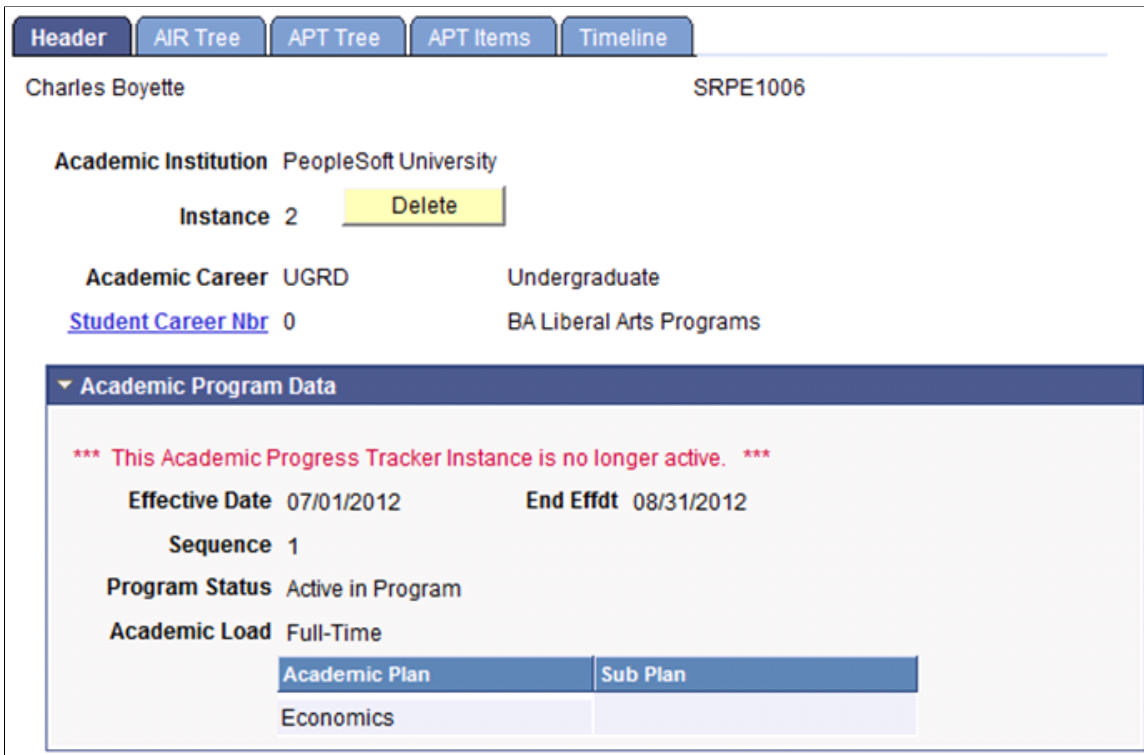 Header AIR Tree APT Tree APT Items Timeline
Charles Boyette SRPE1006
Academic Institution PeopleSoft University
Instance 2 Delete
Academic Career UGRD Undergraduate
Student Career Nbr 0 BA Liberal Arts Programs
Academic Program Data
*** This Academic Progress Tracker Instance is no longer active. ***
Effective Date 07/01/2012 End Effdt 08/31/2012
Sequence 1
Program Status Active in Program
Academic Load Full-Time
Academic Plan Sub Plan
Economics